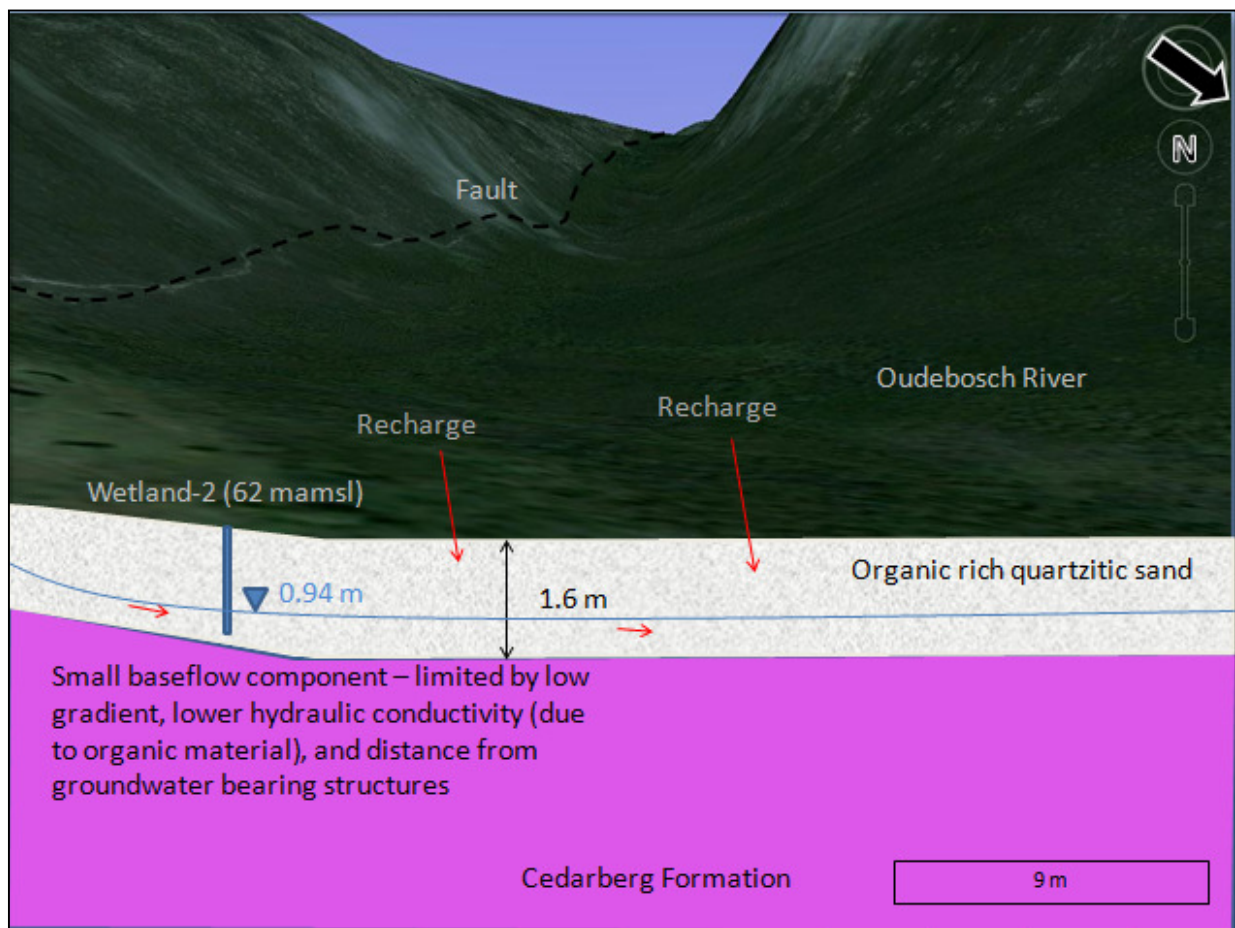 N
Fault
Oudebosch River
Recharge
Recharge
Wetland-2 (62 mamsl)
Organic rich quartzitic sand
0.94 m
1.6 m
Small baseflow component – limited by low
gradient, lower hydraulic conductivity (due
to organic material), and distance from
groundwater bearing structures
Cedarberg Formation
9 m